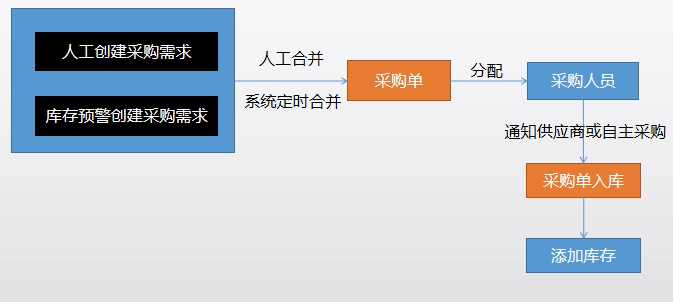 人工创建采购需求
库存预警创建采购需求
人工合并
系统定时合并
采购单
分配
采购人员
通知供应商或自主采购
采购单入库
添加库存